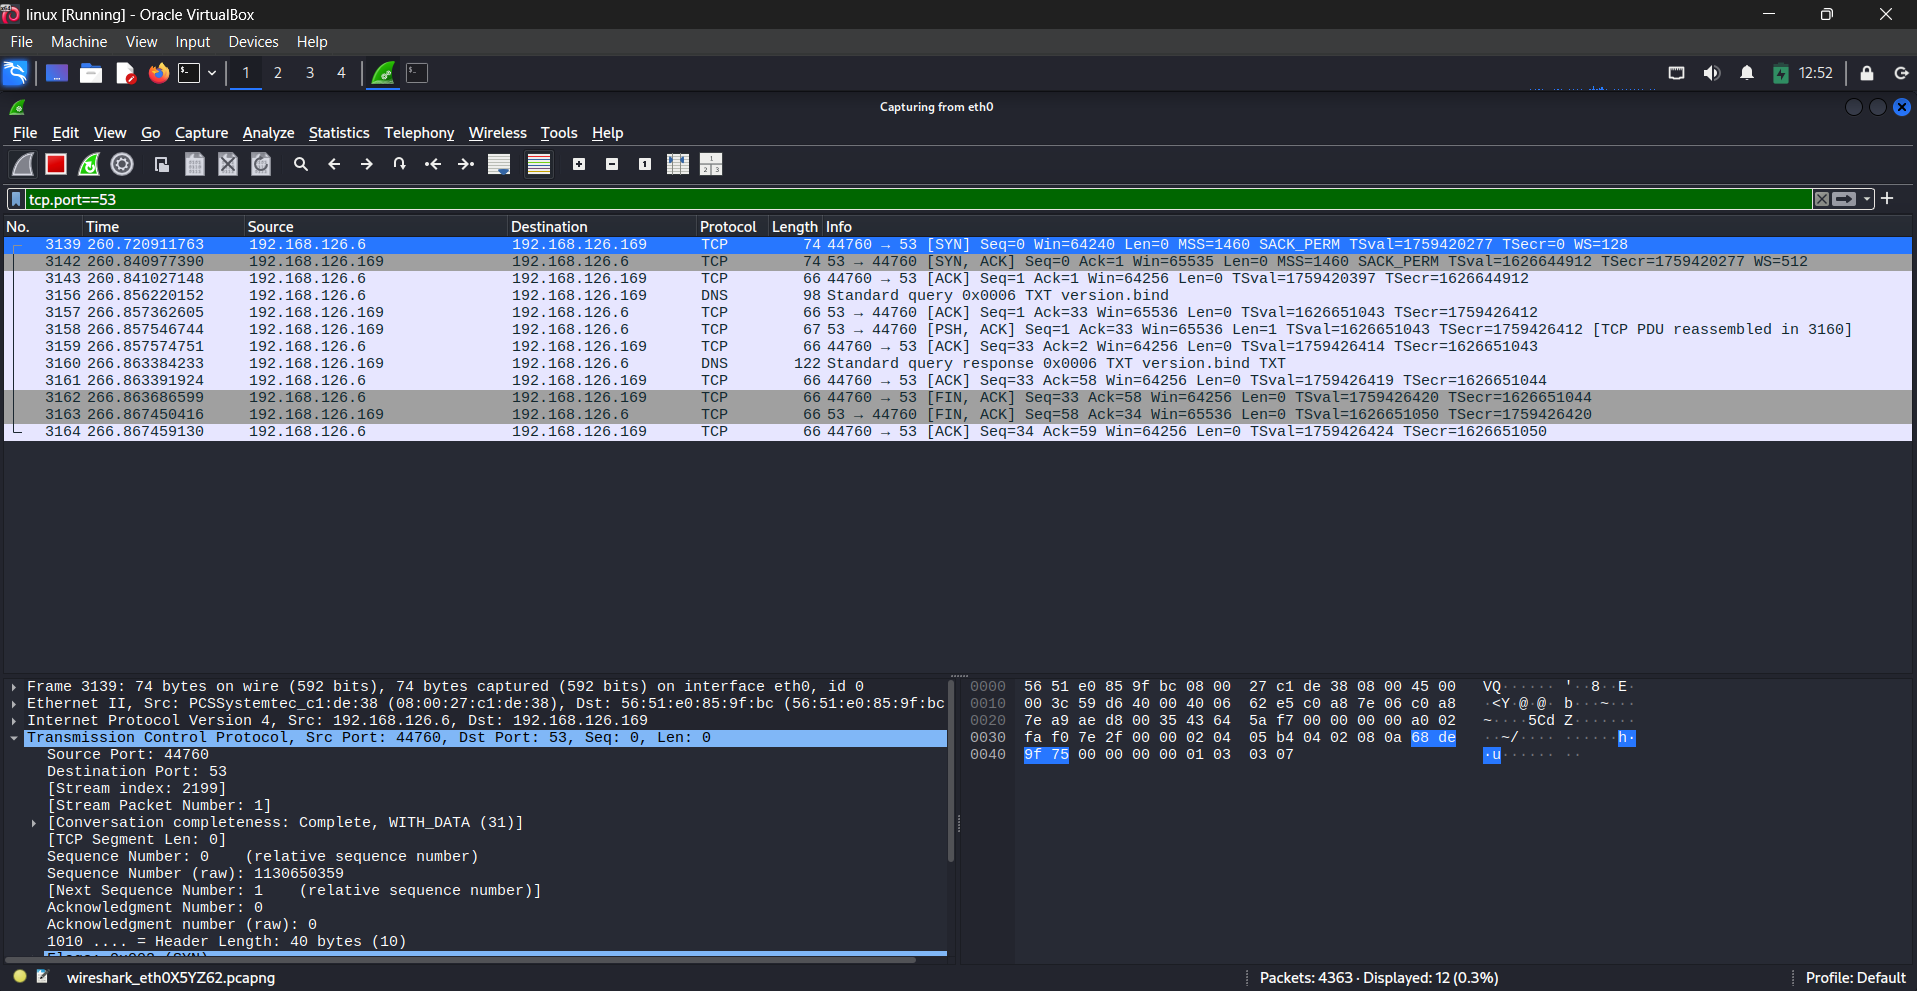 linux [Running] - Oracle VirtualBox
File Machine View Input Devices Help
1 2 3 4 12:52
Capturing from eth0
File Edit View Go Capture Analyze Statistics Telephony Wireless Tools Help
tcp.port==53
No. Time Source Destination Protocol Length Info
3139 260.720911763 192.168.126.6 192.168.126.169 TCP 74 44760 → 53 [SYN] Seq=0 Win=64240 Len=0 MSS=1460 SACK_PERM TSval=1759420277 TSecr=0 WS=128
3142 260.840977390 192.168.126.169 192.168.126.6 TCP 74 53 → 44760 [SYN, ACK] Seq=0 Ack=1 Win=65535 Len=0 MSS=1460 SACK_PERM TSval=1626644912 TSecr=1759420277 WS=512
3143 260.841027148 192.168.126.6 192.168.126.169 TCP 66 44760 → 53 [ACK] Seq=1 Ack=1 Win=64256 Len=0 TSval=1759420397 TSecr=1626644912
3156 266.856220152 192.168.126.6 192.168.126.169 DNS 98 Standard query 0x0006 TXT version.bind
3157 266.857362605 192.168.126.169 192.168.126.6 TCP 66 53 → 44760 [ACK] Seq=1 Ack=33 Win=65536 Len=0 TSval=1626651043 TSecr=1759426412
3158 266.857546744 192.168.126.169 192.168.126.6 TCP 67 53 → 44760 [PSH, ACK] Seq=1 Ack=33 Win=65536 Len=1 TSval=1626651043 TSecr=1759426412 [TCP PDU reassembled in 3160]
3159 266.857574751 192.168.126.6 192.168.126.169 TCP 66 44760 → 53 [ACK] Seq=33 Ack=2 Win=64256 Len=0 TSval=1759426414 TSecr=1626651043
3160 266.863384233 192.168.126.169 192.168.126.6 DNS 122 Standard query response 0x0006 TXT version.bind TXT
3161 266.863391924 192.168.126.6 192.168.126.169 TCP 66 44760 → 53 [ACK] Seq=33 Ack=58 Win=64256 Len=0 TSval=1759426419 TSecr=1626651044
3162 266.863686599 192.168.126.6 192.168.126.169 TCP 66 44760 → 53 [FIN, ACK] Seq=33 Ack=58 Win=64256 Len=0 TSval=1759426420 TSecr=1626651044
3163 266.867450416 192.168.126.169 192.168.126.6 TCP 66 53 → 44760 [FIN, ACK] Seq=58 Ack=34 Win=65536 Len=0 TSval=1626651050 TSecr=1759426420
3164 266.867459130 192.168.126.6 192.168.126.169 TCP 66 44760 → 53 [ACK] Seq=34 Ack=59 Win=64256 Len=0 TSval=1759426424 TSecr=1626651050
Frame 3139: 74 bytes on wire (592 bits), 74 bytes captured (592 bits) on interface eth0, id 0
Ethernet II, Src: PCSSystemtec_c1:de:38 (08:00:27:c1:de:38), Dst: 56:51:e0:85:9f:bc (56:51:e0:85:9f:bc
Internet Protocol Version 4, Src: 192.168.126.6, Dst: 192.168.126.169
Transmission Control Protocol, Src Port: 44760, Dst Port: 53, Seq: 0, Len: 0
Source Port: 44760
Destination Port: 53
[Stream index: 2199]
[Stream Packet Number: 1]
[Conversation completeness: Complete, WITH_DATA (31)]
[TCP Segment Len: 0]
Sequence Number: 0 (relative sequence number)
Sequence Number (raw): 1130650359
[Next Sequence Number: 1 (relative sequence number)]
Acknowledgment Number: 0
Acknowledgment number (raw): 0
1010 .... = Header Length: 40 bytes (10)
Flags: 0x002 (SYN)
0000 56 51 e0 85 9f bc 08 00 27 c1 de 38 08 00 45 00 VQ······ '··8··E·
0010 00 3c 59 d6 40 00 40 06 62 e5 c0 a8 7e 06 c0 a8 ·<Y·@·@· b···~···
0020 7e a9 ae d8 00 35 43 64 5a f7 00 00 00 00 a0 02 ~····5Cd Z·······
0030 fa f0 7e 2f 00 00 02 04 05 b4 04 02 08 0a 68 de ··~/···· ······h·
0040 9f 75 00 00 00 00 01 03 03 07 ·u······ ··
wireshark_eth0X5YZ62.pcapng Packets: 4363 · Displayed: 12 (0.3%) Profile: Default